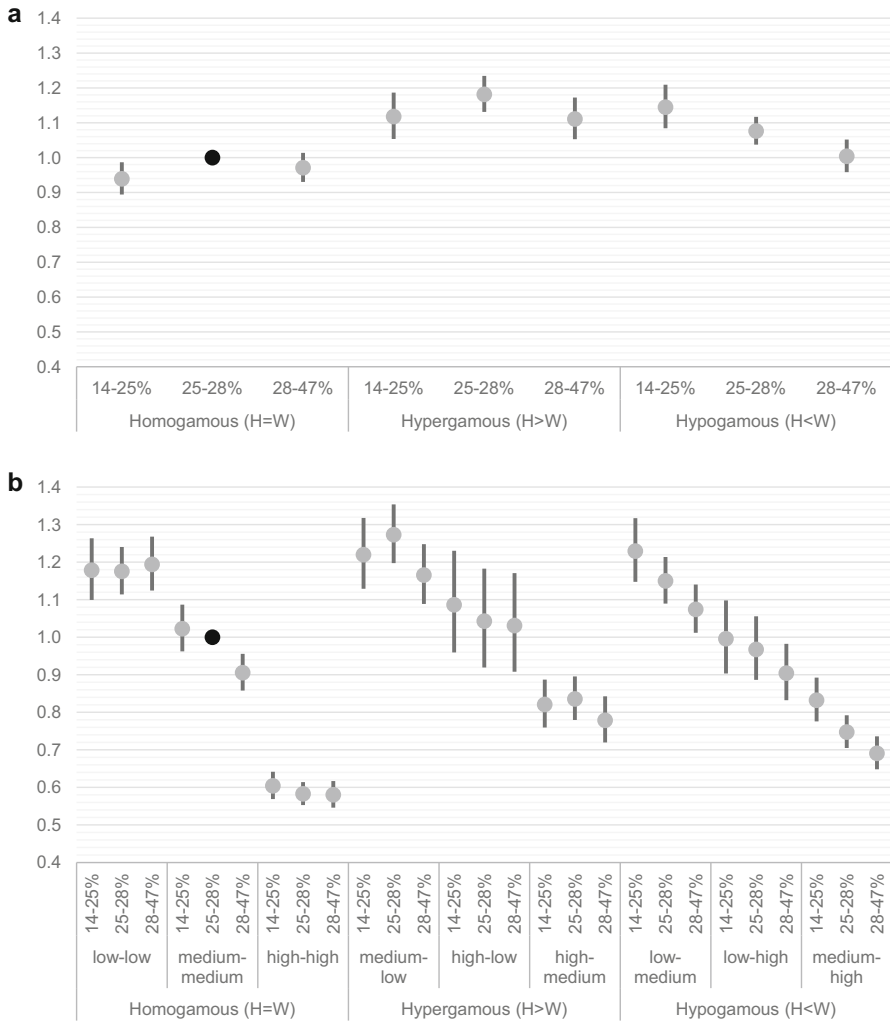 a
1.4
1.3
1.2
1.1
1.0
0.9
0.8
0.7
0.6
0.5
0.4
14-25% 25-28% 28-47% 14-25% 25-28% 28-47% 14-25% 25-28% 28-47%
Homogamous (H=W) Hypergamous (H>W) Hypogamous (H<W)
b
1.4
1.3
1.2
1.1
1.0
0.9
0.8
0.7
0.6
0.5
0.4
14-25% 25-28% 28-47% 14-25% 25-28% 28-47% 14-25% 25-28% 28-47% 14-25% 25-28% 28-47% 14-25% 25-28% 28-47% 14-25% 25-28% 28-47% 14-25% 25-28% 28-47% 14-25% 25-28% 28-47% 14-25% 25-28% 28-47%
low-low medium- high-high medium- high-low high- low- low-high medium-
medium low medium medium high
Homogamous (H=W) Hypergamous (H>W) Hypogamous (H<W)